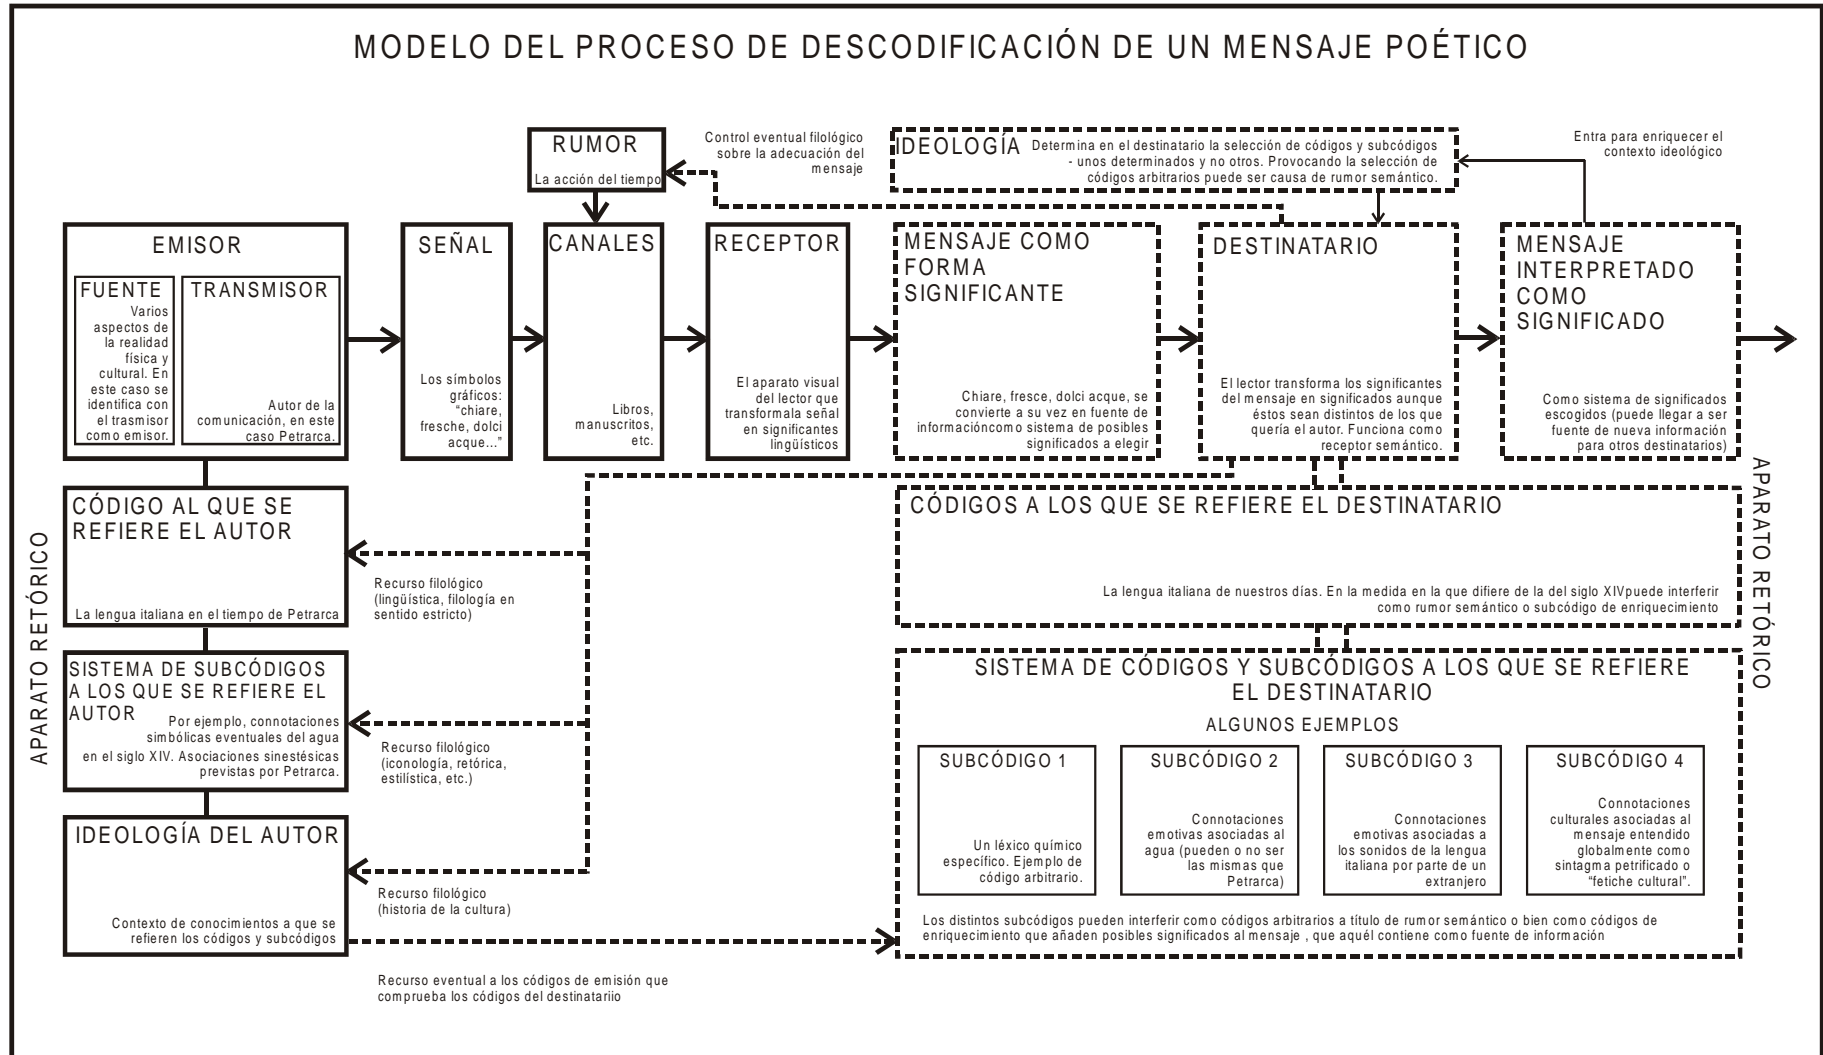 MODELO DEL PROCESO DE DESCODIFICACIÓN DE UN MENSAJE POÉTICO
RUMOR
La acción del tiempo
Control eventual filológico
sobre la adecuación del
mensaje
IDEOLOGÍA
Determina en el destinatario la selección de códigos y subcódigos
- unos determinados y no otros. Provocando la selección de
códigos arbitrarios puede ser causa de rumor semántico.
Entra para enriquecer el
contexto ideológico
EMISOR
FUENTE
Varios
aspectos de
la realidad
física y
cultural. En
este caso se
identifica con
el trasmisor
como emisor.
TRANSMISOR
Autor de la
comunicación, en este
caso Petrarca.
SEÑAL
Los símbolos
gráficos:
“chiare,
fresche, dolci
acque...”
CANALES
Libros,
manuscritos,
etc.
RECEPTOR
El aparato visual
del lector que
transformala señal
en significantes
lingüísticos
MENSAJE COMO
FORMA
SIGNIFICANTE
Chiare, fresce, dolci acque, se
convierte a su vez en fuente de
informacióncomo sistema de posibles
significados a elegir
DESTINATARIO
El lector transforma los significantes
del mensaje en significados aunque
éstos sean distintos de los que
quería el autor. Funciona como
receptor semántico.
MENSAJE
INTERPRETADO
COMO
SIGNIFICADO
Como sistema de significados
escogidos (puede llegar a ser
fuente de nueva información
para otros destinatarios)
APARATO RETÓRICO
CÓDIGO AL QUE SE
REFIERE EL AUTOR
La lengua italiana en el tiempo de Petrarca
Recurso filológico
(lingüística, filología en
sentido estricto)
CÓDIGOS A LOS QUE SE REFIERE EL DESTINATARIO
La lengua italiana de nuestros días. En la medida en la que difiere de la del siglo XIVpuede interferir
como rumor semántico o subcódigo de enriquecimiento
APARATO RETÓRICO
SISTEMA DE SUBCÓDIGOS
A LOS QUE SE REFIERE EL
AUTOR
Por ejemplo, connotaciones
simbólicas eventuales del agua
en el siglo XIV. Asociaciones sinestésicas
previstas por Petrarca.
Recurso filológico
(iconología, retórica,
estilística, etc.)
SISTEMA DE CÓDIGOS Y SUBCÓDIGOS A LOS QUE SE REFIERE
EL DESTINATARIO
ALGUNOS EJEMPLOS
SUBCÓDIGO 1
Un léxico químico
específico. Ejemplo de
código arbitrario.
SUBCÓDIGO 2
Connotaciones
emotivas asociadas al
agua (pueden o no ser
las mismas que
Petrarca)
SUBCÓDIGO 3
Connotaciones
emotivas asociadas a
los sonidos de la lengua
italiana por parte de un
extranjero
SUBCÓDIGO 4
Connotaciones
culturales asociadas al
mensaje entendido
globalmente como
sintagma petrificado o
“fetiche cultural”.
Los distintos subcódigos pueden interferir como códigos arbitrarios a título de rumor semántico o bien como códigos de
enriquecimiento que añaden posibles significados al mensaje , que aquél contiene como fuente de información
IDEOLOGÍA DEL AUTOR
Contexto de conocimientos a que se
refieren los códigos y subcódigos
Recurso filológico
(historia de la cultura)
Recurso eventual a los códigos de emisión que
comprueba los códigos del destinatariio